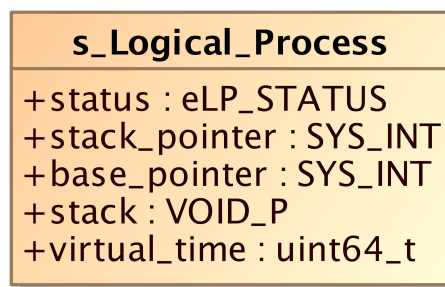 s_Logical_Process
+status : eLP_STATUS
+stack_pointer : SYS_INT
+base_pointer : SYS_INT
+stack : VOID_P
+virtual_time : uint64_t